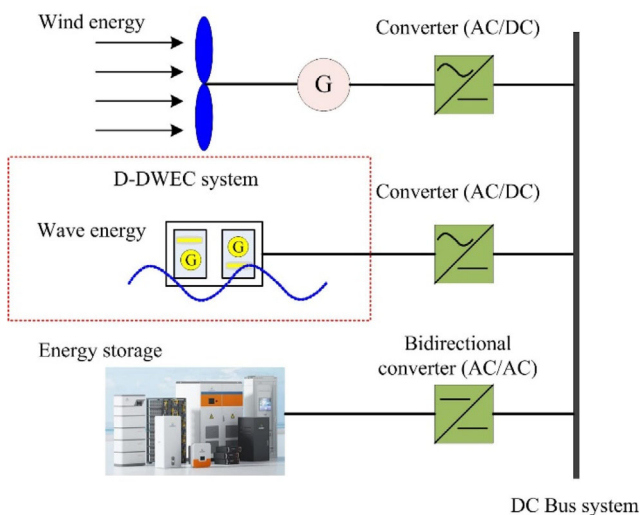 Wind energy
Converter (AC/DC)
G
D-DWEC system
Converter (AC/DC)
Wave energy
G
G
Energy storage
Bidirectional
converter (AC/AC)
DC Bus system